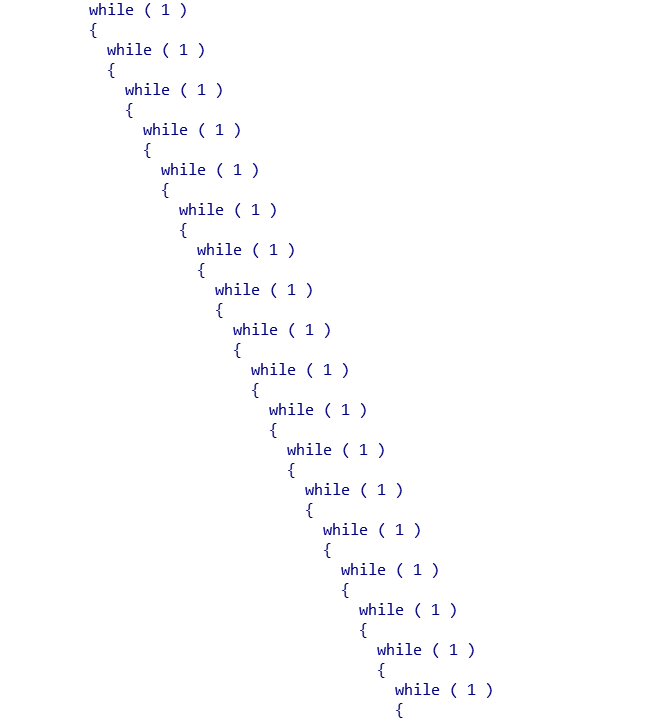 while ( 1 )
{
while ( 1 )
{
while ( 1 )
{
while ( 1 )
{
while ( 1 )
{
while ( 1 )
{
while ( 1 )
{
while ( 1 )
{
while ( 1 )
{
while ( 1 )
{
while ( 1 )
{
while ( 1 )
{
while ( 1 )
{
while ( 1 )
{
while ( 1 )
{
while ( 1 )
{
while ( 1 )
{
while ( 1 )
{